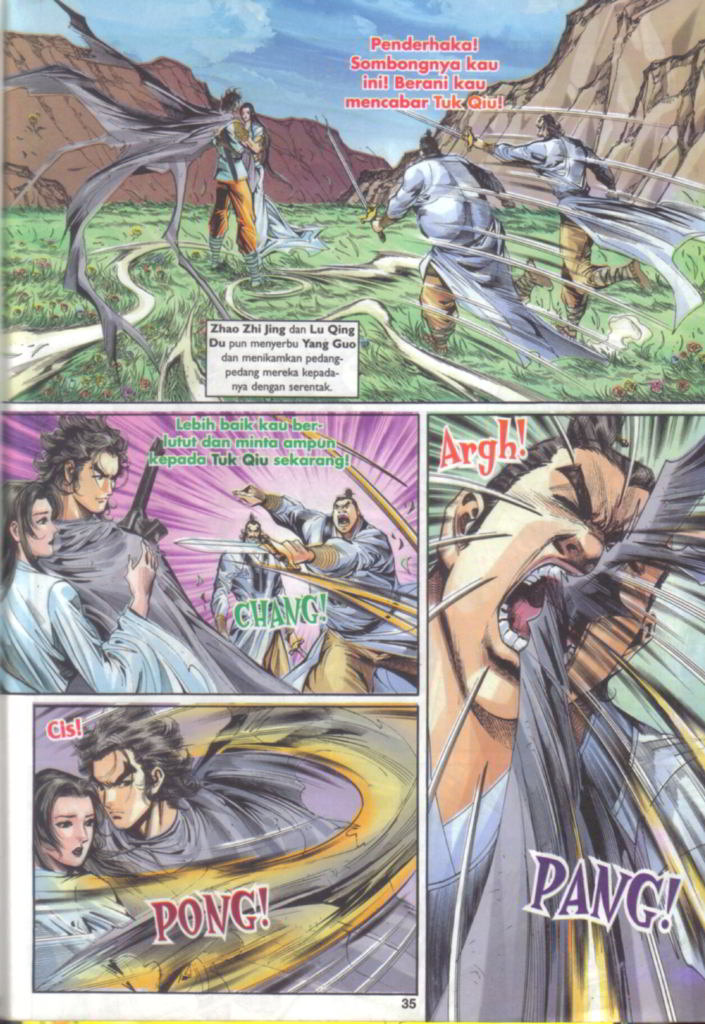 Penderhaka!
Sombongnya kau
ini! Berani kau
mencabar Tuk Qiu!
Zhao Zhi Jing dan Lu Qing
Du pun menyerbu Yang Guo
dan menikamkan pedang-
pedang mereka kepada-
nya dengan serentak.
Lebih baik kau ber-
lutut dan minta ampun
kepada Tuk Qiu sekarang!
CHANG!
Argh!
Cis!
PONG!
PANG!
35